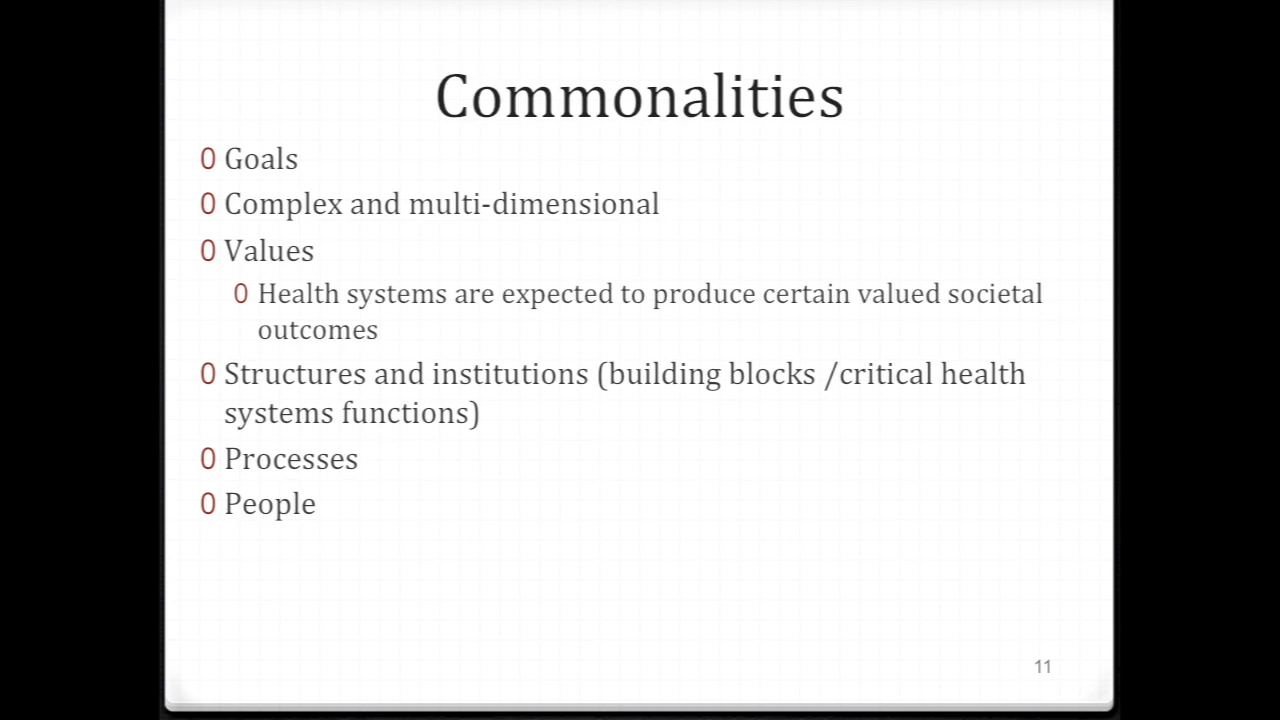 Commonalities
0 Goals
0 Complex and multi-dimensional
0 Values
0 Health systems are expected to produce certain valued societal
outcomes
0 Structures and institutions (building blocks /critical health
systems functions)
0 Processes
0 People
11